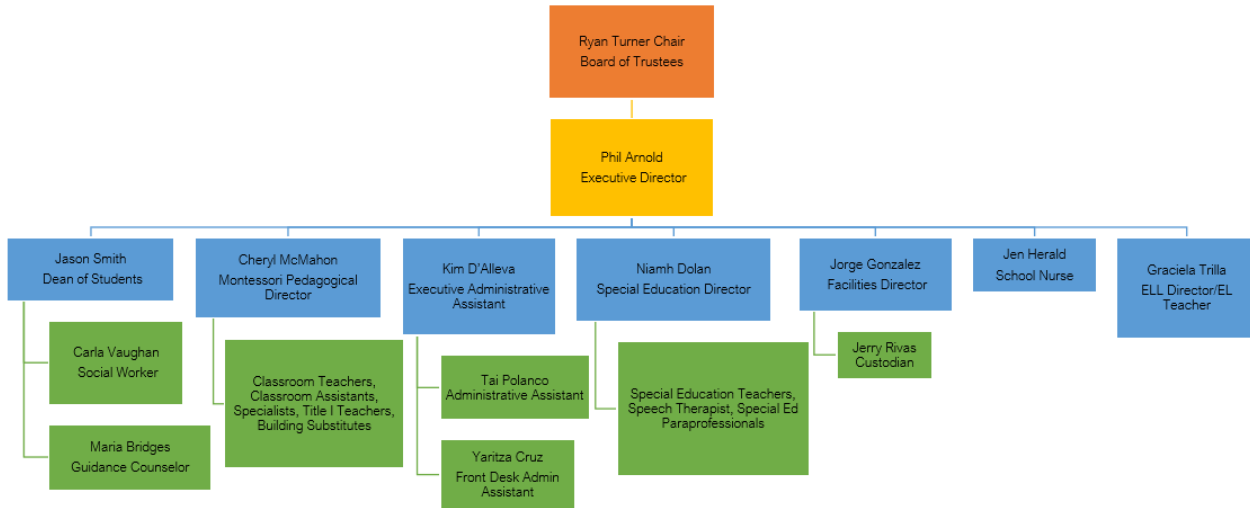 Ryan Turner Chair
Board of Trustees
Phil Arnold
Executive Director
Jason Smith
Dean of Students
Cheryl McMahon
Montessori Pedagogical
Director
Kim D'Alleva
Executive Administrative
Assistant
Niamh Dolan
Special Education Director
Jorge Gonzalez
Facilities Director
Jen Herald
School Nurse
Graciela Trilla
ELL Director/EL
Teacher
Carla Vaughan
Social Worker
Maria Bridges
Guidance Counselor
Classroom Teachers,
Classroom Assistants,
Specialists, Title I Teachers,
Building Substitutes
Tai Polanco
Administrative Assistant
Yaritza Cruz
Front Desk Admin
Assistant
Special Education Teachers,
Speech Therapist, Special Ed
Paraprofessionals
Jerry Rivas
Custodian